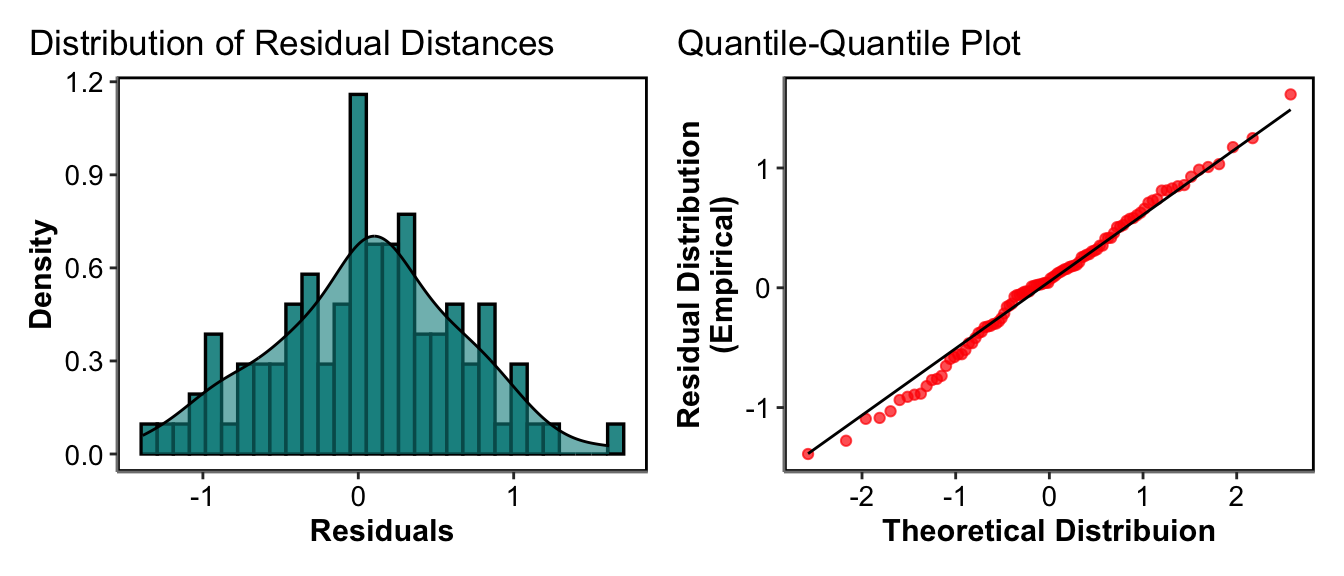 Distribution of Residual Distances
1.2
0.9
0.6
0.3
0.0
Density
-1 0 1
Residuals
Quantile-Quantile Plot
1
0
-1
Residual Distribution
(Empirical)
-2 -1 0 1 2
Theoretical Distribuion